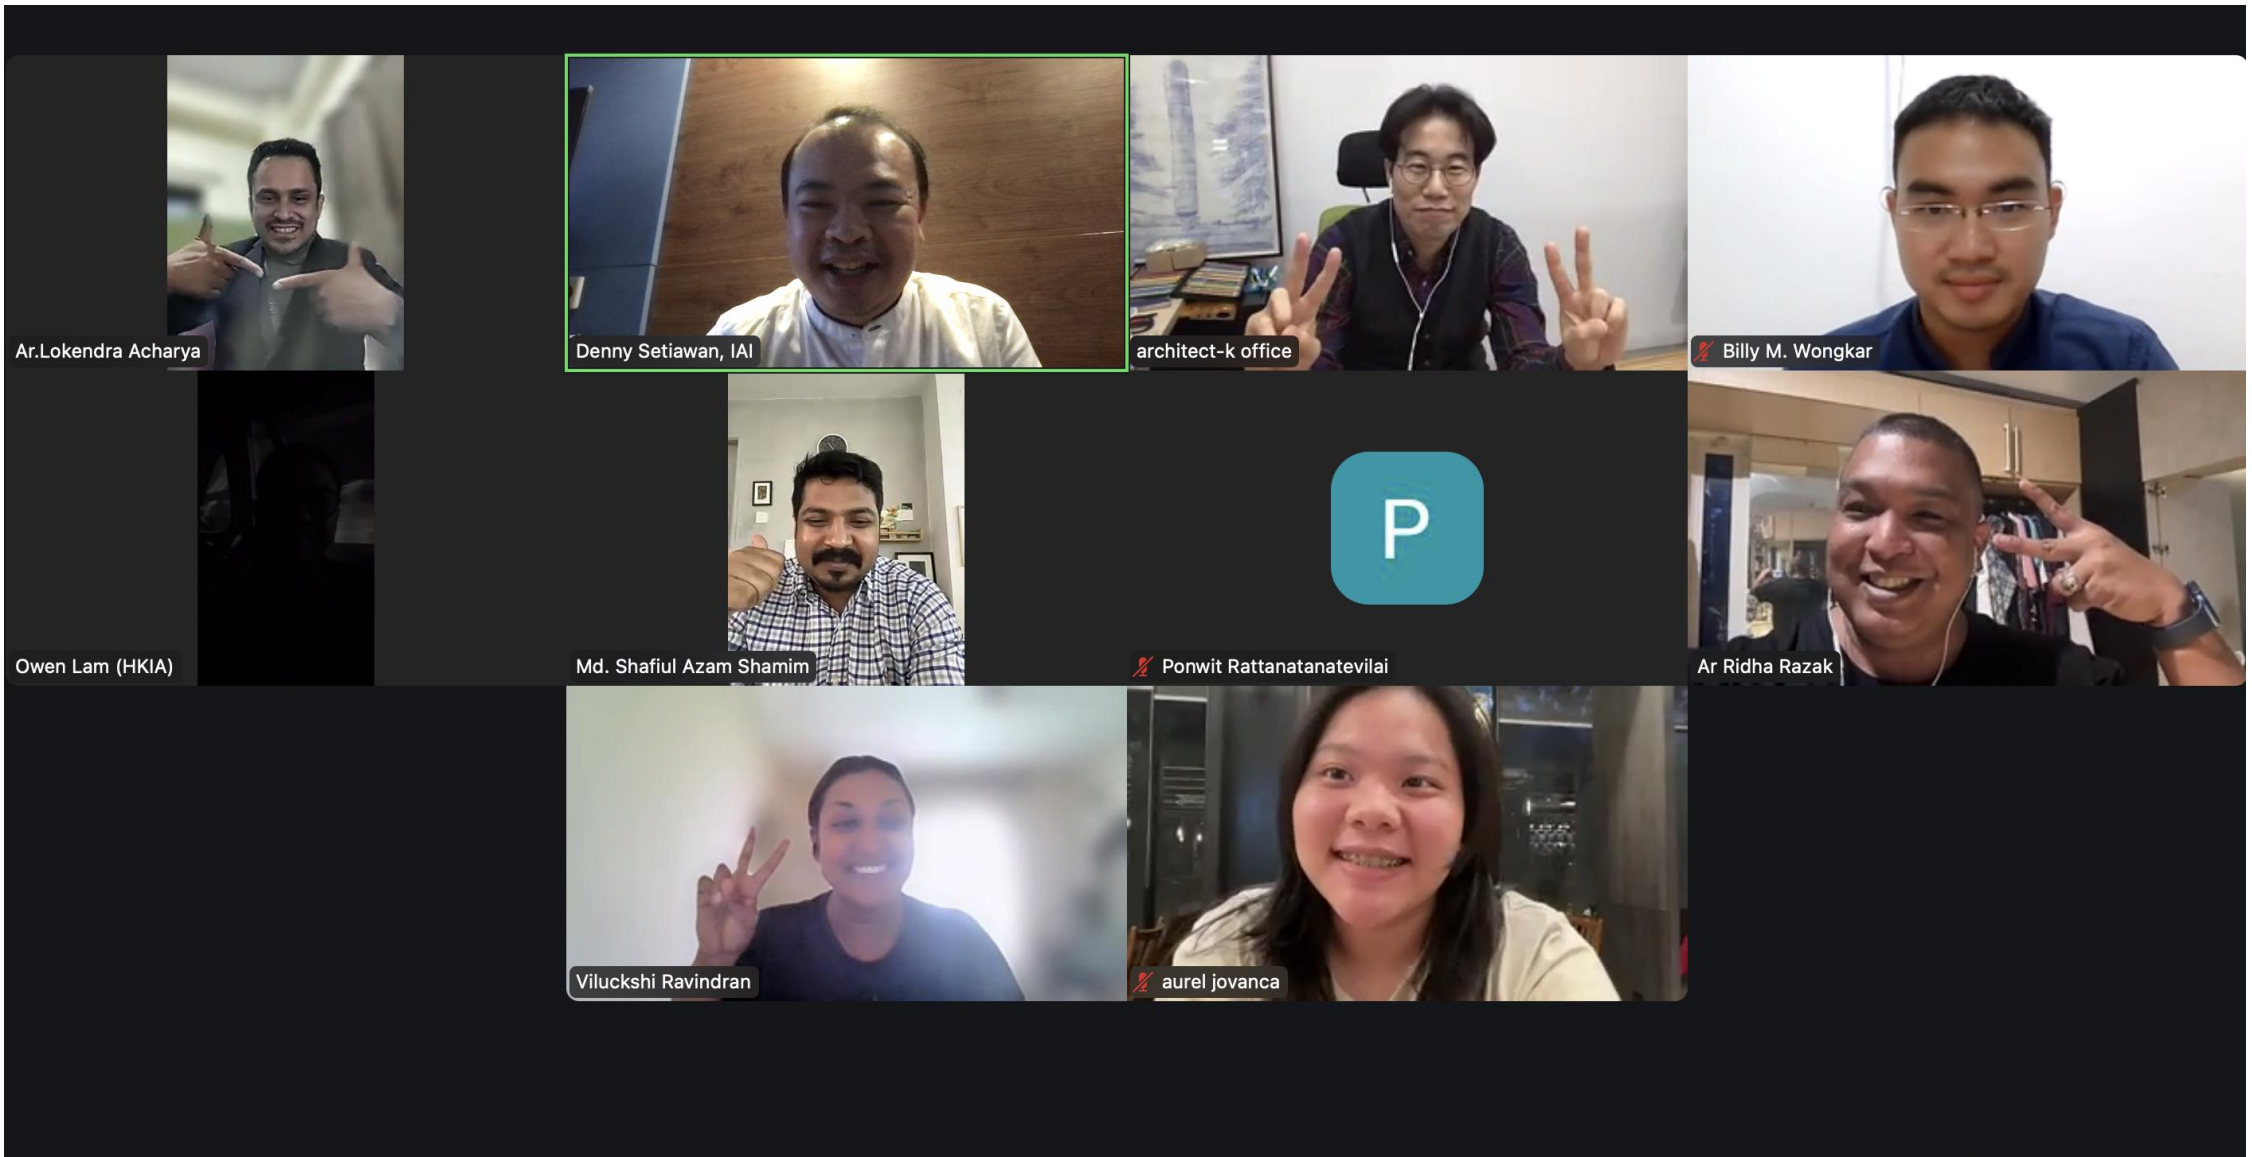 Ar.Lokendra Acharya
Denny Setiawan, IAI
architect-k office
Billy M. Wongkar
Owen Lam (HKIA)
Md. Shafiul Azam Shamim
P
Ponwit Rattanatanatevilai
Ar Ridha Razak
Viluckshi Ravindran
aurel jovanca